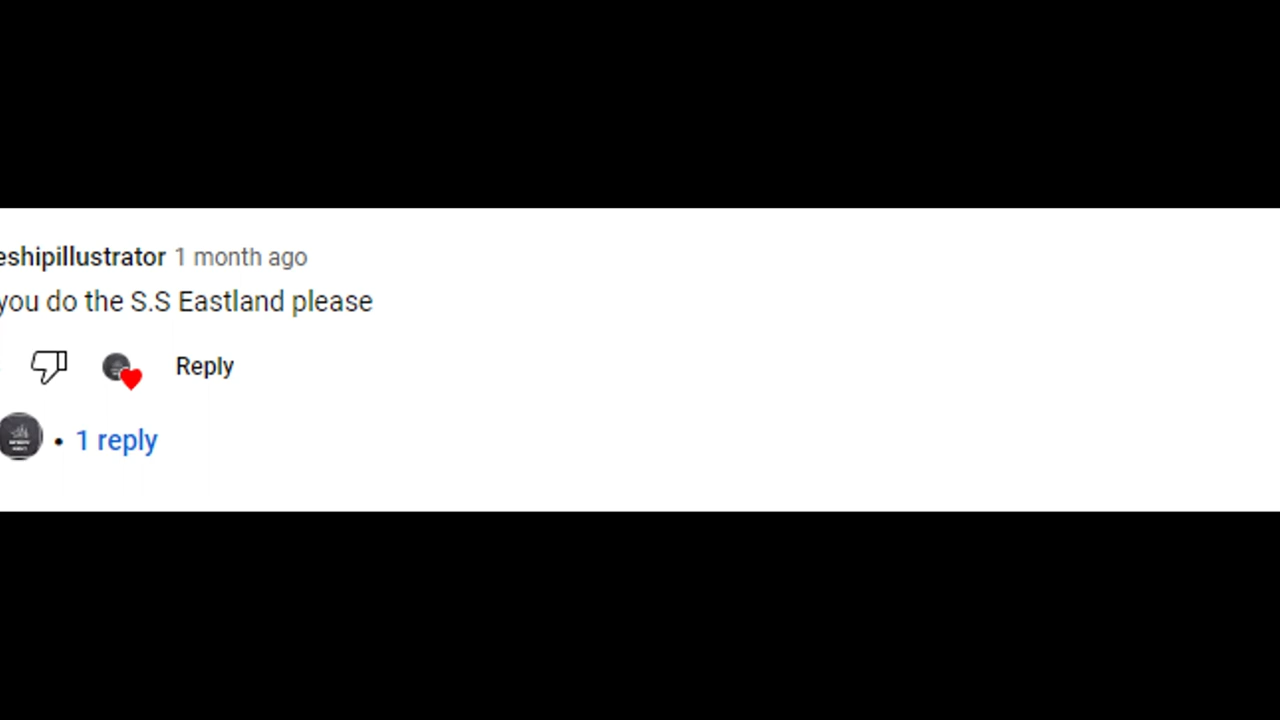 eshipillustrator 1 month ago
you do the S.S Eastland please
Reply
• 1 reply